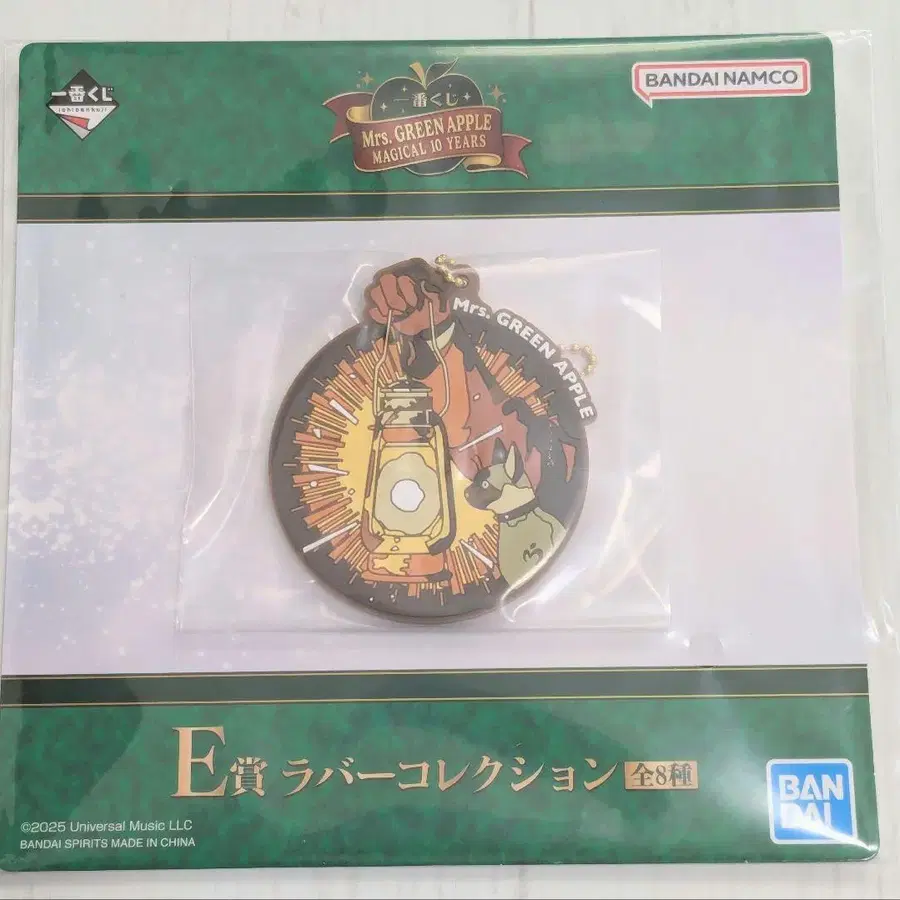 一番くじ
ichiban kuji
一番くじ
Mrs. GREEN APPLE
MAGICAL 10 YEARS
BANDAI NAMCO
Mrs. GREEN APPLE
E賞 ラバーコレクション 全8種
©2025 Universal Music LLC
BANDAI SPIRITS MADE IN CHINA
BAN
DAI